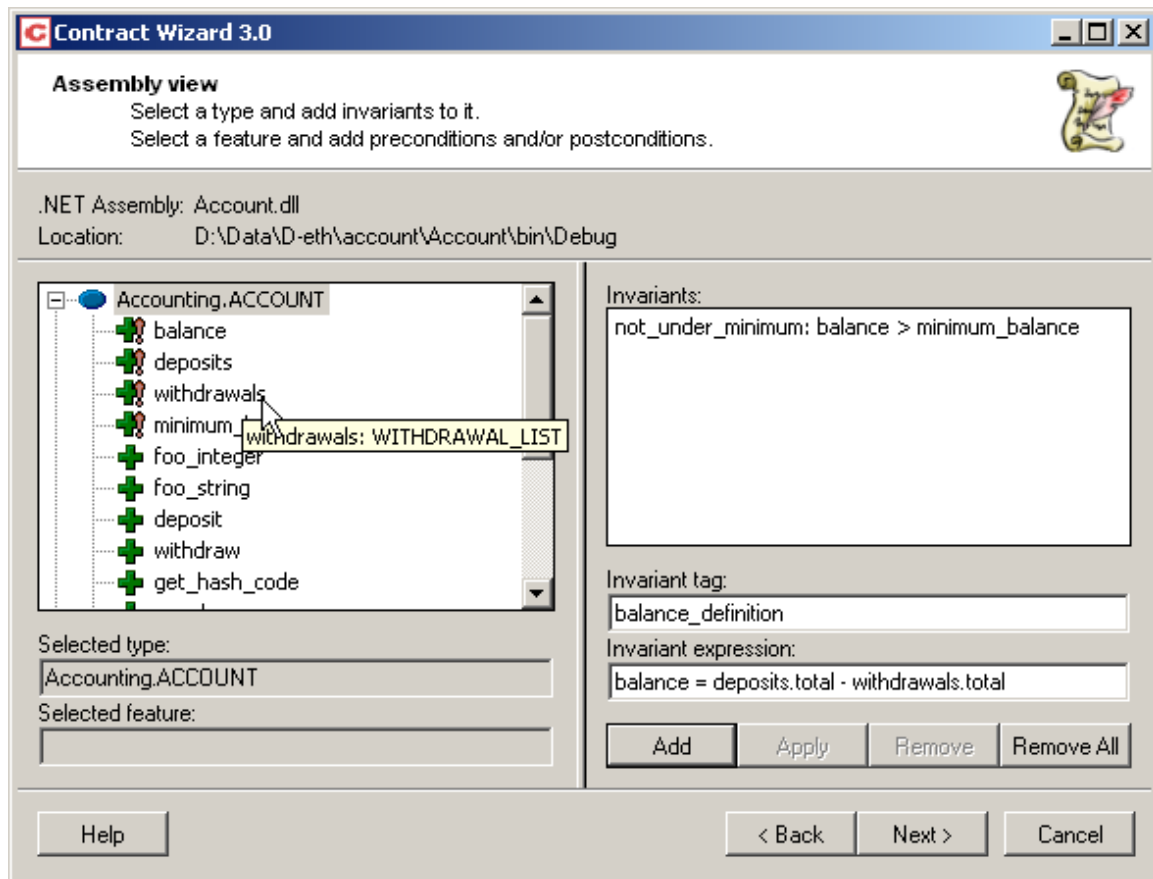 Contract Wizard 3.0
Assembly view
Select a type and add invariants to it.
Select a feature and add preconditions and/or postconditions.
.NET Assembly: Account.dll
Location: D:\Data\D-eth\account\Account\bin\Debug
Accounting.ACCOUNT
balance
deposits
withdrawals
minimum_
withdrawals: WITHDRAWAL_LIST
foo_integer
foo_string
deposit
withdraw
get_hash_code
Selected type:
Accounting.ACCOUNT
Selected feature:
Invariants:
not_under_minimum: balance > minimum_balance
Invariant tag:
balance_definition
Invariant expression:
balance = deposits.total - withdrawals.total
Add Apply Remove Remove All
Help < Back Next > Cancel